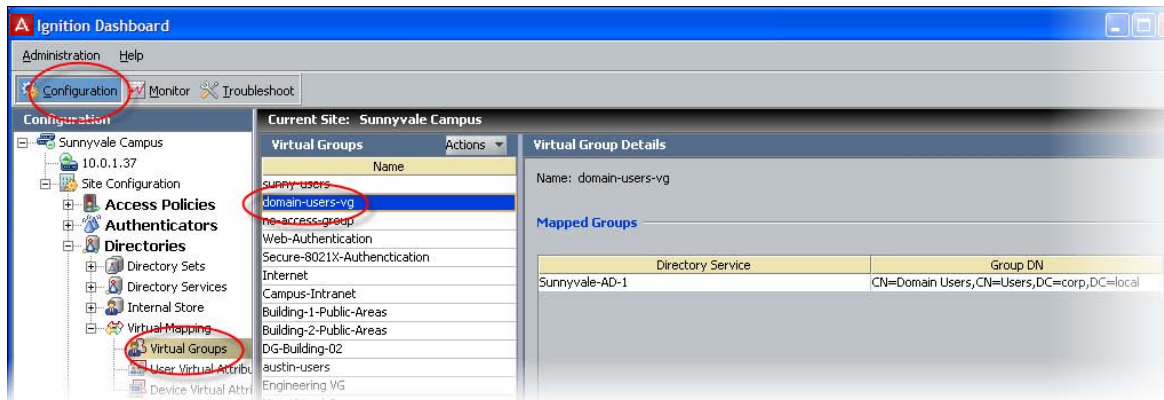 Ignition Dashboard
Administration Help
Configuration Monitor Troubleshoot
Configuration
Sunnyvale Campus
10.0.1.37
Site Configuration
Access Policies
Authenticators
Directories
Directory Sets
Directory Services
Internal Store
Virtual Mapping
Virtual Groups
User Virtual Attribu
Device Virtual Attri
Current Site: Sunnyvale Campus
Virtual Groups Actions
Name
sunny-users
domain-users-vg
no-access-group
Web-Authentication
Secure-8021X-Authenctication
Internet
Campus-Intranet
Building-1-Public-Areas
Building-2-Public-Areas
DG-Building-02
austin-users
Engineering VG
Virtual Group Details
Name: domain-users-vg
Mapped Groups
Directory Service Group DN
Sunnyvale-AD-1 CN=Domain Users,CN=Users,DC=corp,DC=local